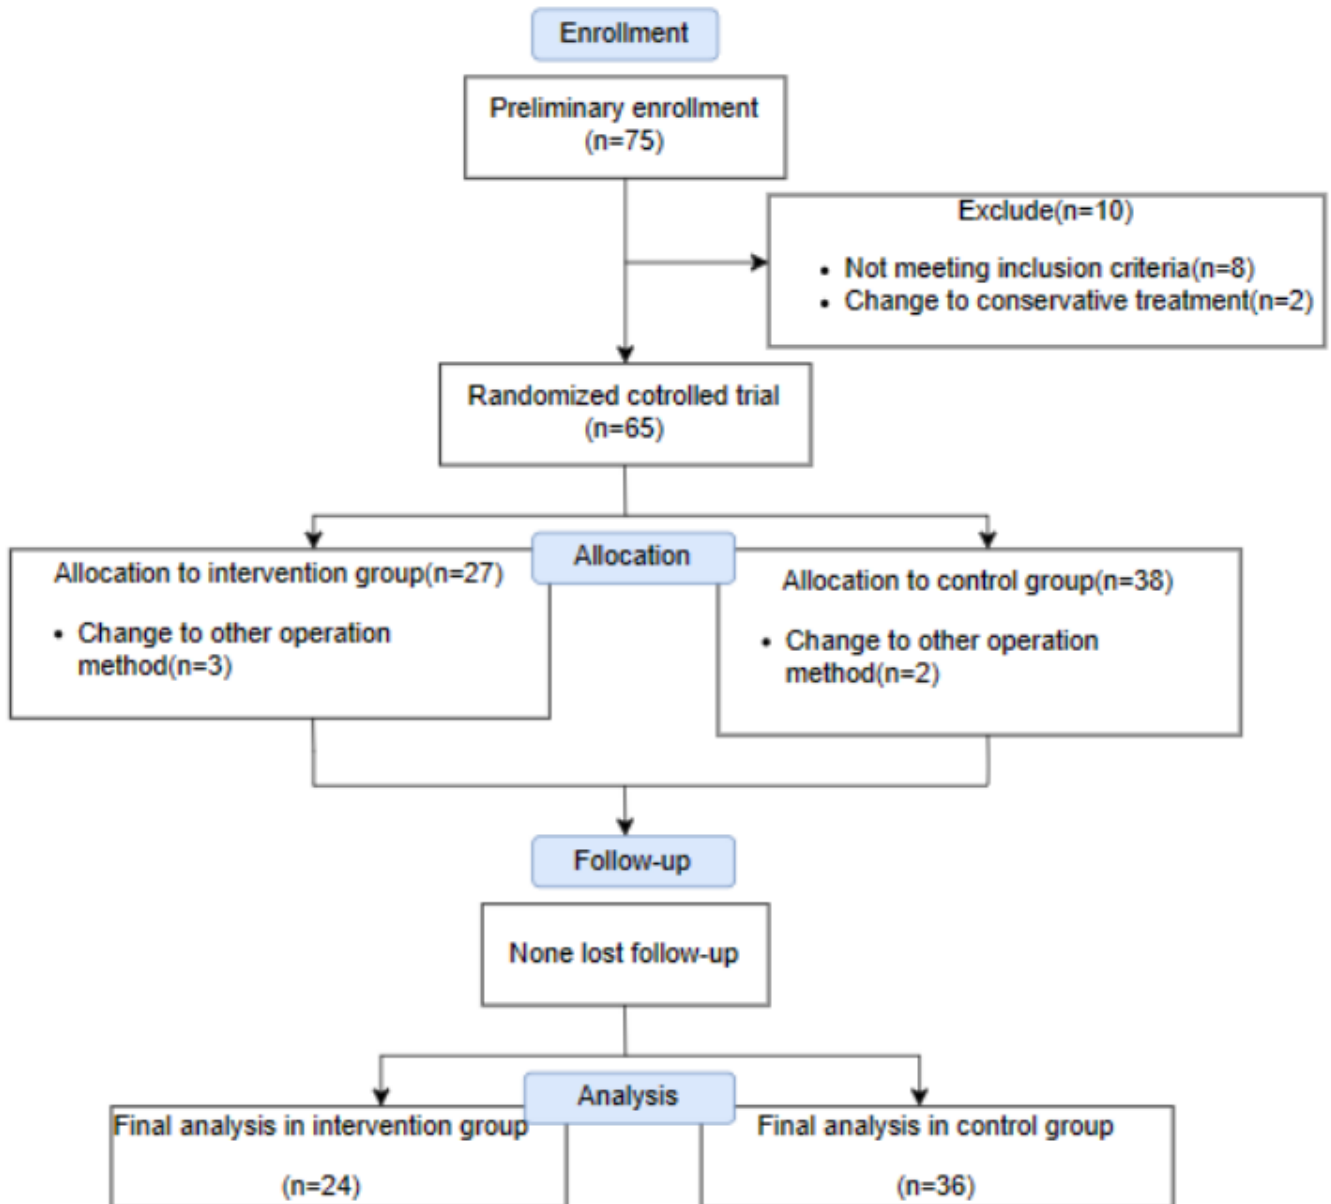 Enrollment
Preliminary enrollment
(n=75)
Exclude(n=10)
• Not meeting inclusion criteria(n=8)
• Change to conservative treatment(n=2)
Randomized cotrolled trial
(n=65)
Allocation
Allocation to intervention group(n=27)
• Change to other operation
method(n=3)
Allocation to control group(n=38)
• Change to other operation
method(n=2)
Follow-up
None lost follow-up
Analysis
Final analysis in intervention group
(n=24)
Final analysis in control group
(n=36)